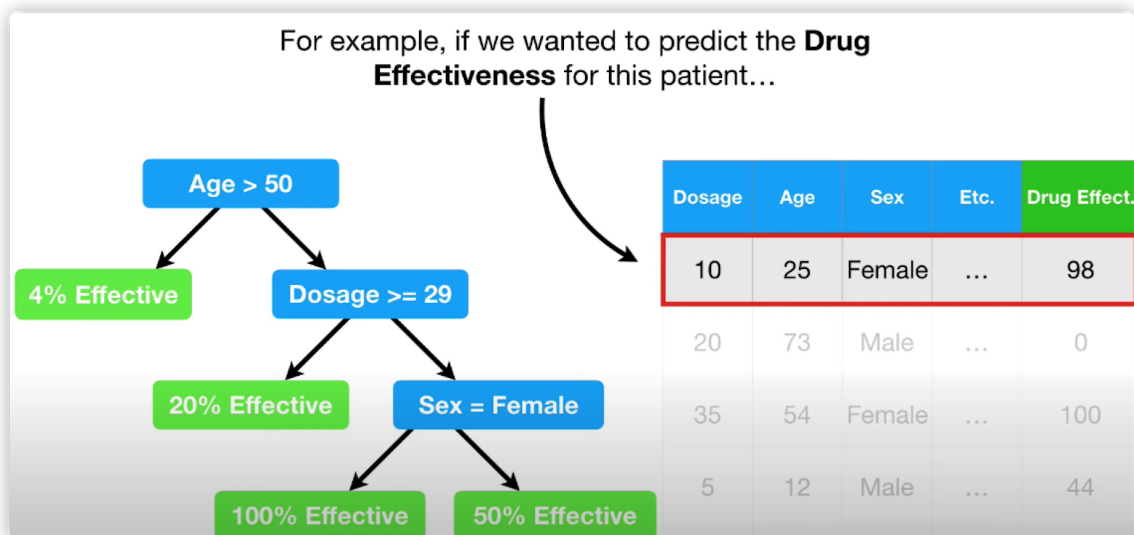 For example, if we wanted to predict the Drug
Effectiveness for this patient...
Age > 50
4% Effective
Dosage >= 29
20% Effective
Sex = Female
100% Effective
50% Effective
Dosage Age Sex Etc. Drug Effect.
10 25 Female ... 98
20 73 Male ... 0
35 54 Female ... 100
5 12 Male ... 44